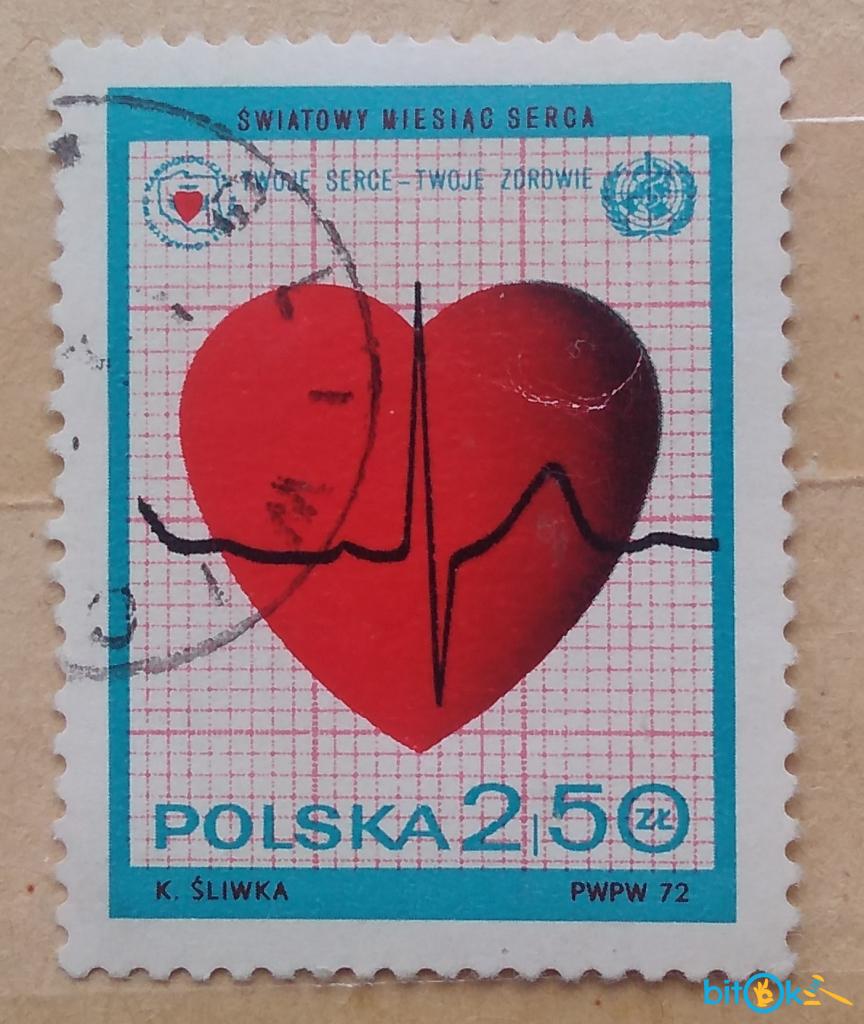 ŚWIATOWY MIESIĄC SERCA
TWOJE SERCE – TWOJE ZDROWIE
POLSKA 2,50 ZŁ
K. ŚLIWKA
PWPW 72
bitOk